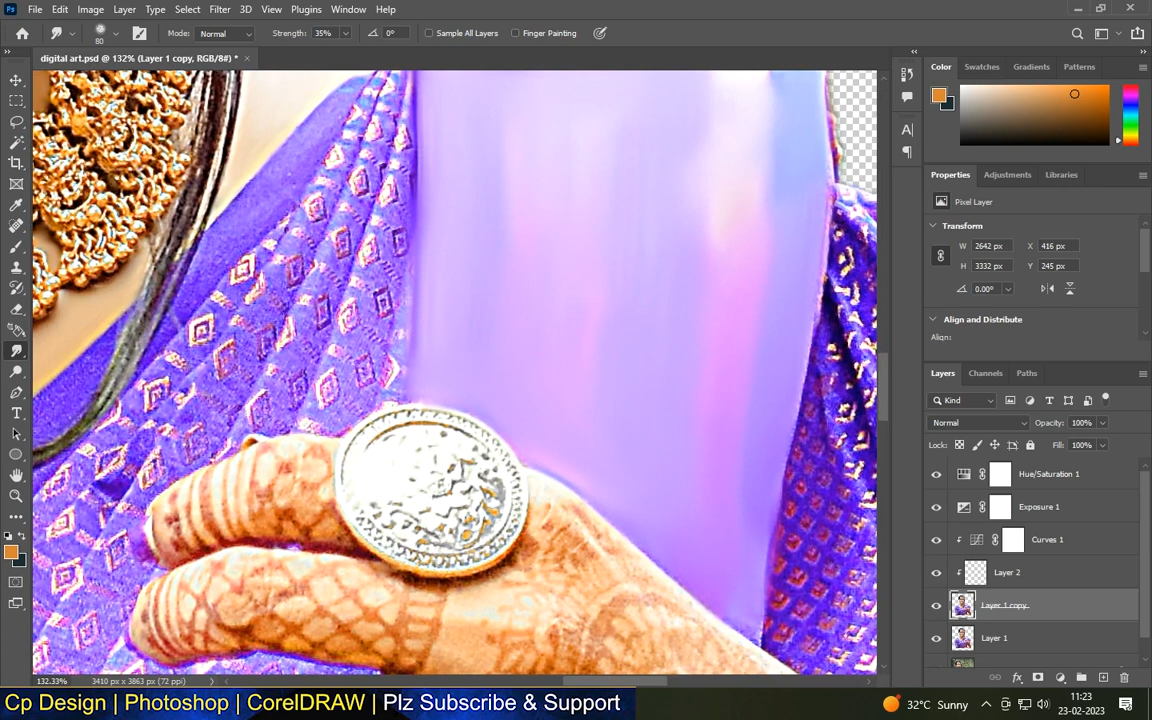 Ps File Edit Image Layer Type Select Filter 3D View Plugins Window Help
80 Mode: Normal Strength: 35% 0° Sample All Layers Finger Painting
digital art.psd @ 132% (Layer 1 copy, RGB/8#) * ×
Color Swatches Gradients Patterns
Properties Adjustments Libraries
Pixel Layer
Transform
W 2642 px X 416 px
H 3332 px Y 245 px
0.00°
Align and Distribute
Align:
Layers Channels Paths
Kind
Normal Opacity: 100%
Lock: Fill: 100%
Hue/Saturation 1
Exposure 1
Curves 1
Layer 2
Layer 1 copy
Layer 1
132.33% 3410 px x 3863 px (72 ppi)
Cp Design | Photoshop | CorelDRAW | Plz Subscribe & Support
32°C Sunny
11:23
23-02-2023